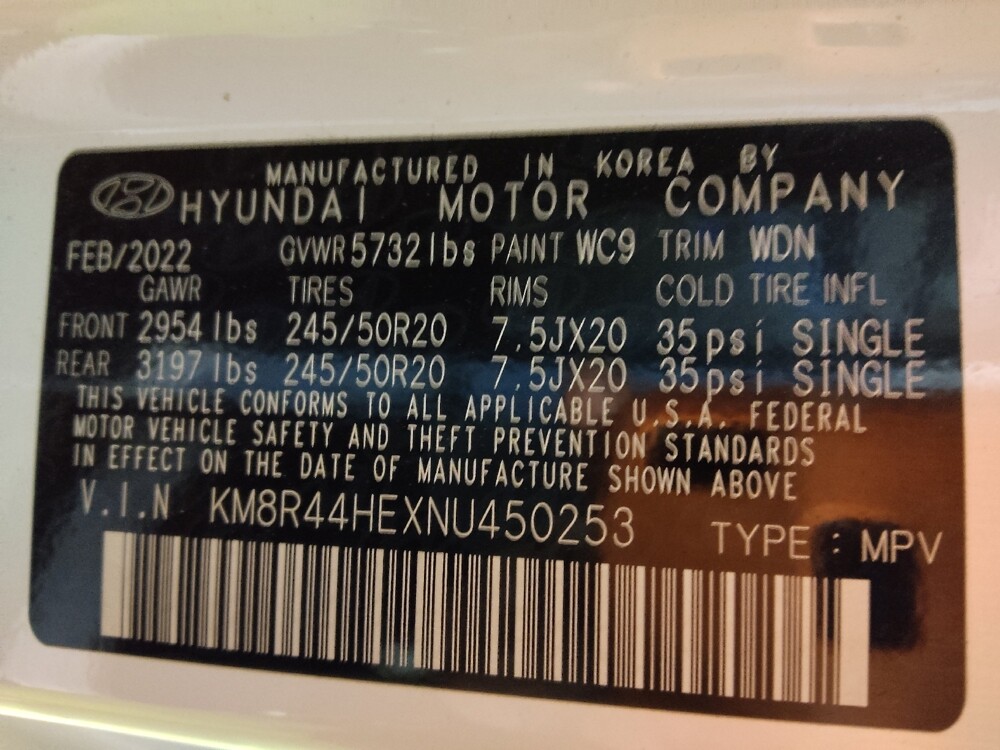 MANUFACTURED IN KOREA BY
HYUNDAI MOTOR COMPANY
FEB/2022 GVWR 5732 lbs PAINT WC9 TRIM WDN
GAWR TIRES RIMS COLD TIRE INFL
FRONT 2954 lbs 245/50R20 7.5JX20 35psi SINGLE
REAR 3197 lbs 245/50R20 7.5JX20 35psi SINGLE
THIS VEHICLE CONFORMS TO ALL APPLICABLE U.S.A. FEDERAL
MOTOR VEHICLE SAFETY AND THEFT PREVENTION STANDARDS
IN EFFECT ON THE DATE OF MANUFACTURE SHOWN ABOVE
V.I.N KM8R44HEXNU450253 TYPE : MPV